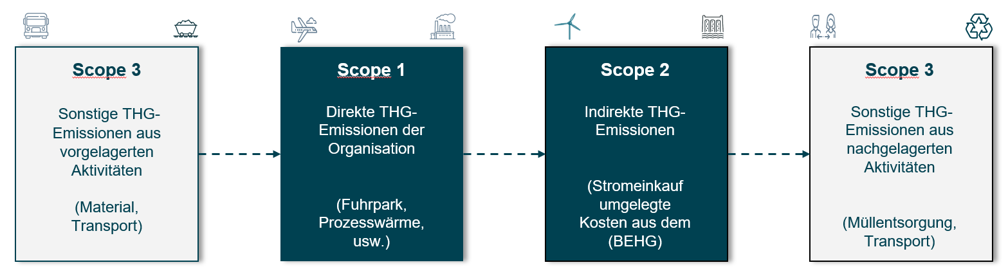 Scope 3
Sonstige THG-
Emissionen aus
vorgelagerten
Aktivitäten
(Material,
Transport)
Scope 1
Direkte THG-
Emissionen der
Organisation
(Fuhrpark,
Prozesswärme,
usw.)
Scope 2
Indirekte THG-
Emissionen
(Stromeinkauf
umgelegte
Kosten aus dem
(BEHG)
Scope 3
Sonstige THG-
Emissionen aus
nachgelagerten
Aktivitäten
(Müllentsorgung,
Transport)